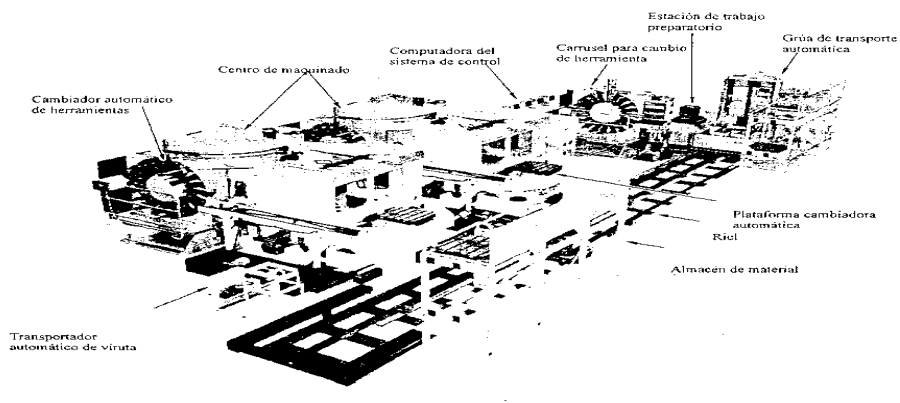 Estación de trabajo
preparatorio
Grúa de transporte
automática
Computadora del
sistema de control
Carrusel para cambio
de herramienta
Centro de maquinado
Cambiador automático
de herramientas
Plataforma cambiadora
automática
Riel
Almacén de material
Transportador
automático de viruta